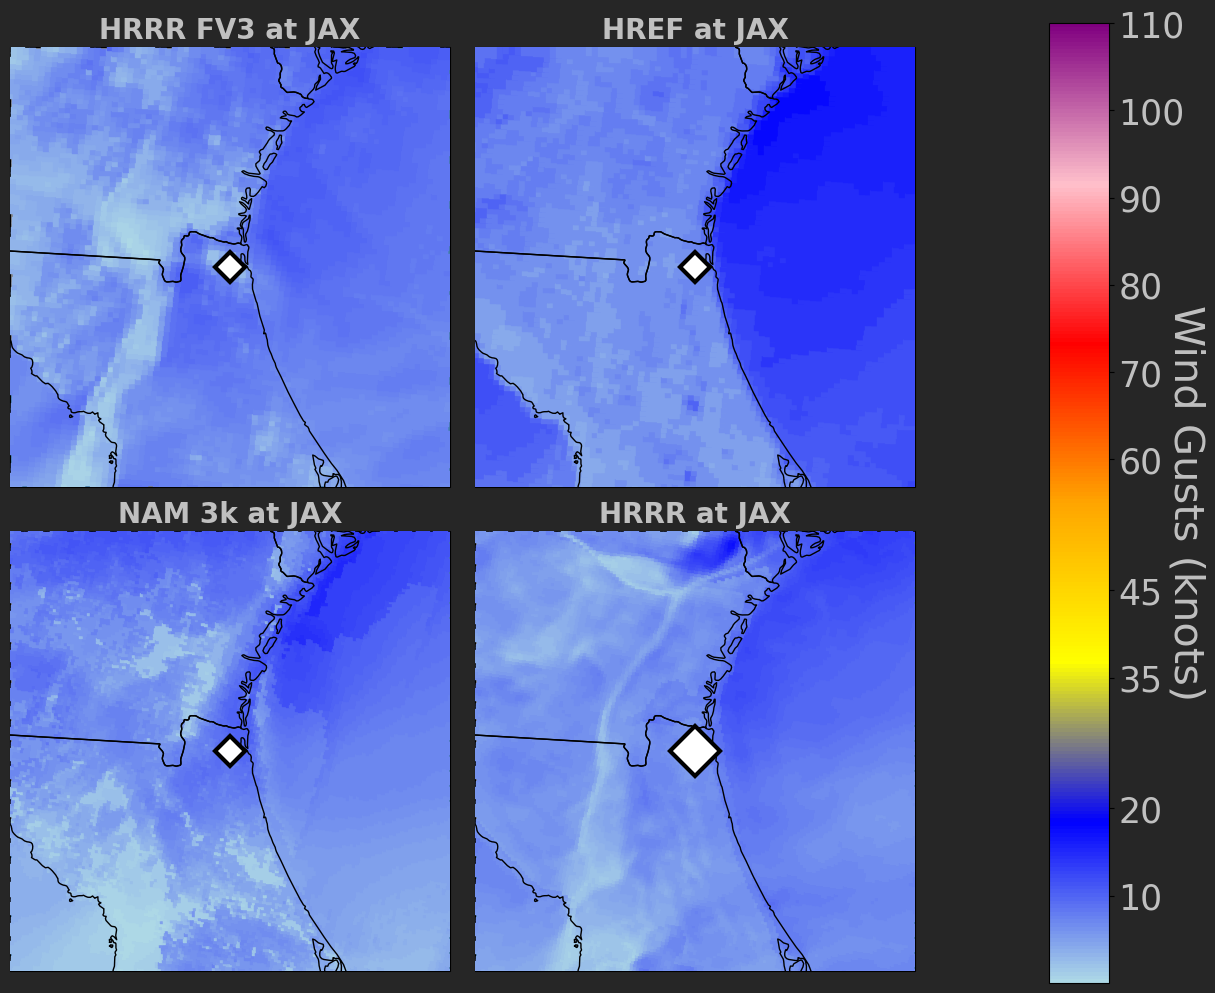 HRRR FV3 at JAX
HREF at JAX
NAM 3k at JAX
HRRR at JAX
110
100
90
80
70
60
45
35
20
10
Wind Gusts (knots)